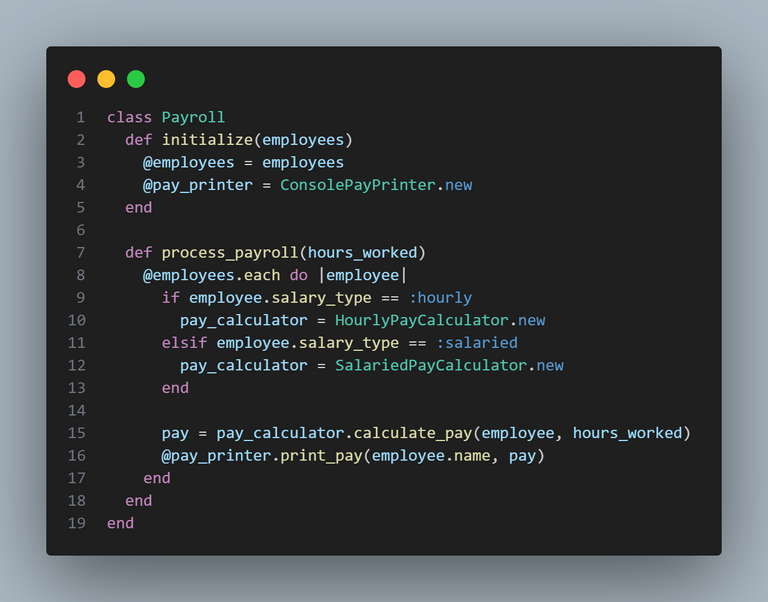 1 class Payroll
2   def initialize(employees)
3     @employees = employees
4     @pay_printer = ConsolePayPrinter.new
5   end
6
7   def process_payroll(hours_worked)
8     @employees.each do |employee|
9       if employee.salary_type == :hourly
10         pay_calculator = HourlyPayCalculator.new
11       elsif employee.salary_type == :salaried
12         pay_calculator = SalariedPayCalculator.new
13       end
14
15       pay = pay_calculator.calculate_pay(employee, hours_worked)
16       @pay_printer.print_pay(employee.name, pay)
17     end
18   end
19 end